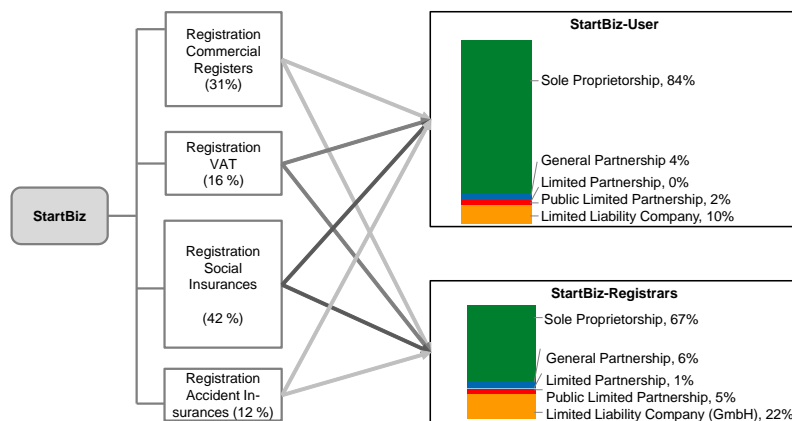 StartBiz
Registration
Commercial
Registers
(31%)
Registration
VAT
(16 %)
Registration
Social
Insurances
(42 %)
Registration
Accident In-
surances (12 %)
StartBiz-User
Sole Proprietorship, 84%
General Partnership 4%
Limited Partnership, 0%
Public Limited Partnership, 2%
Limited Liability Company, 10%
StartBiz-Registrars
Sole Proprietorship, 67%
General Partnership, 6%
Limited Partnership, 1%
Public Limited Partnership, 5%
Limited Liability Company (GmbH), 22%